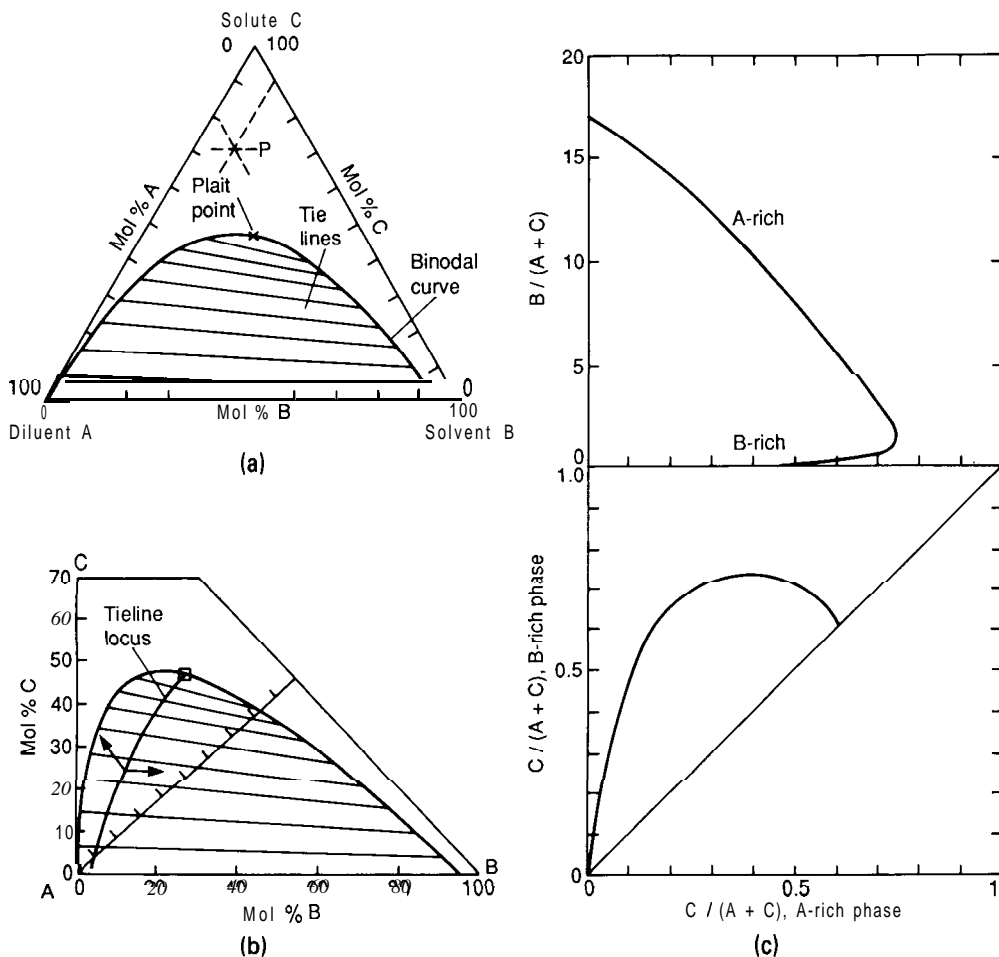 (a)
Solute C
0 100
P
Mol % A
Mol % C
Plait
point
Tie
lines
Binodal
curve
100
0
0
100
Mol % B
Diluent A
Solvent B
20
15
10
5
0
B / (A + C)
A-rich
B-rich
(a)
C
70
60
50
40
30
20
10
0
Mol % C
Tieline
locus
A
0 20 40 60 80 100
B
Mol % B
(b)
1.0
0.5
0
C / (A + C), B-rich phase
0 0.5 1
C / (A + C), A-rich phase
(c)